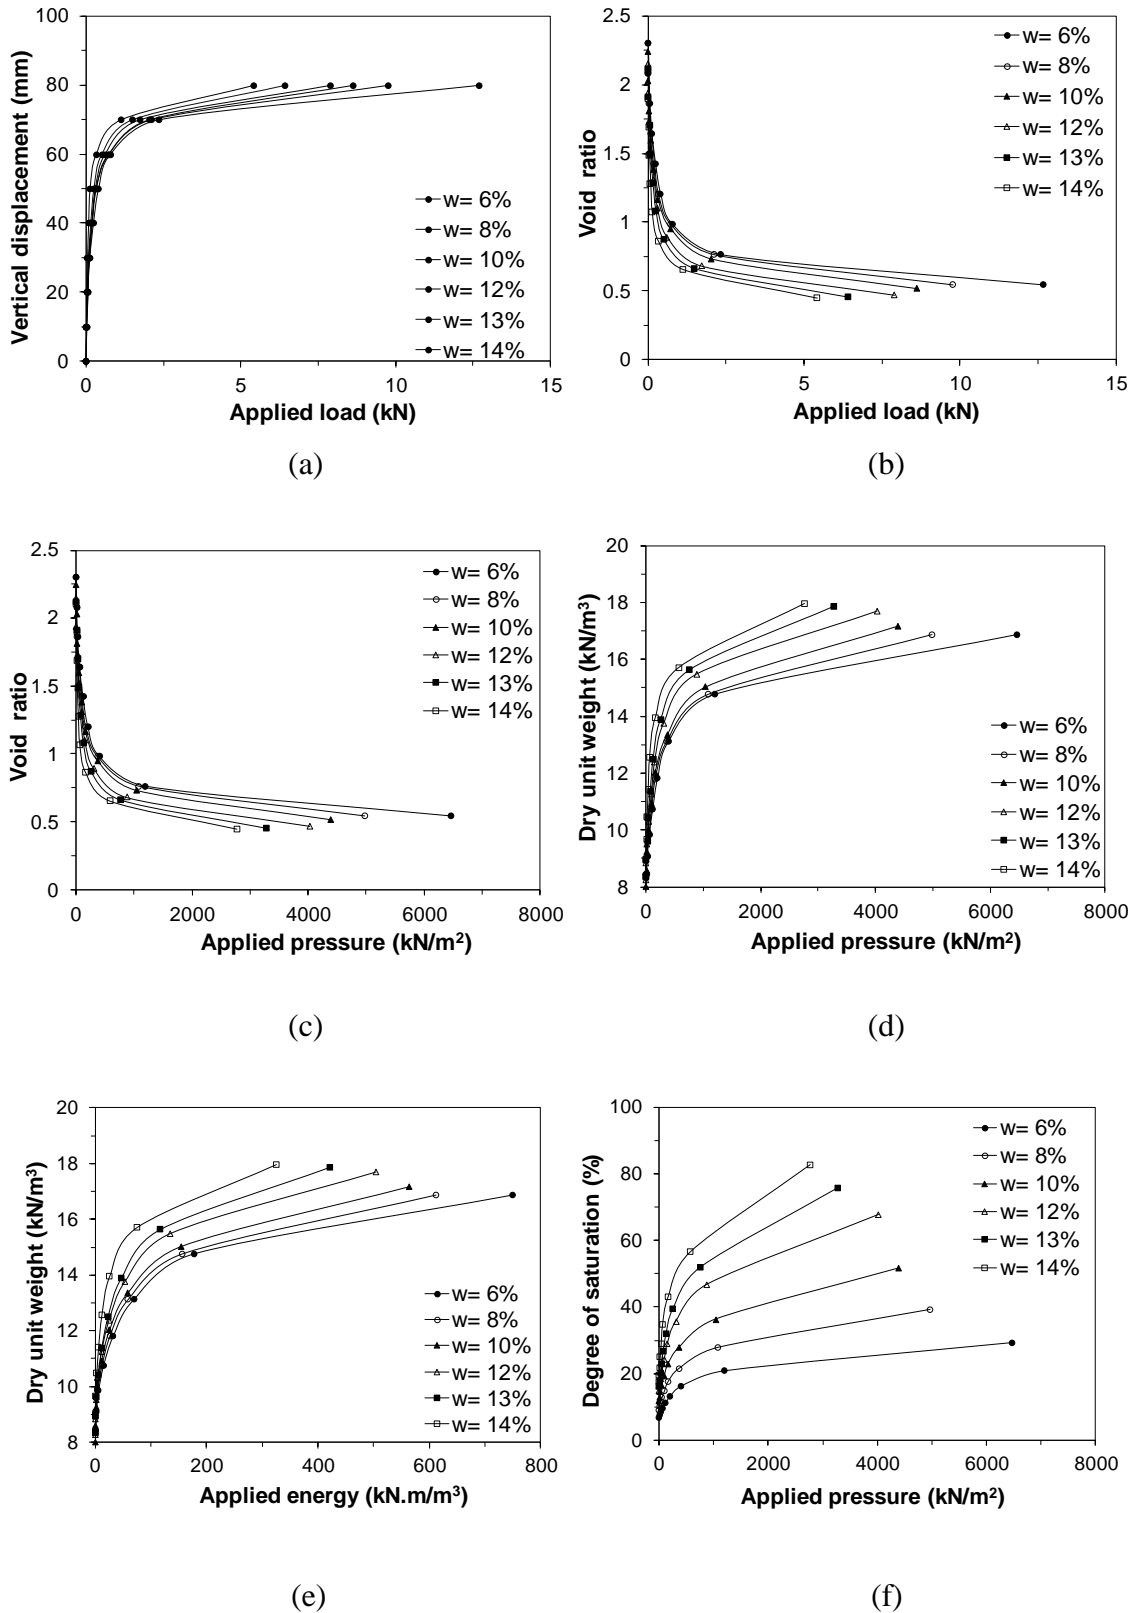 100
80
60
40
20
0
Vertical displacement (mm)
w= 6%
w= 8%
w= 10%
w= 12%
w= 13%
w= 14%
0 5 10 15
Applied load (kN)
(a)
2.5
2
1.5
1
0.5
0
Void ratio
w= 6%
w= 8%
w= 10%
w= 12%
w= 13%
w= 14%
0 5 10 15
Applied load (kN)
(b)
2.5
2
1.5
1
0.5
0
Void ratio
w= 6%
w= 8%
w= 10%
w= 12%
w= 13%
w= 14%
0 2000 4000 6000 8000
Applied pressure (kN/m²)
(c)
20
18
16
14
12
10
8
Dry unit weight (kN/m³)
w= 6%
w= 8%
w= 10%
w= 12%
w= 13%
w= 14%
0 2000 4000 6000 8000
Applied pressure (kN/m²)
(d)
20
18
16
14
12
10
8
Dry unit weight (kN/m³)
w= 6%
w= 8%
w= 10%
w= 12%
w= 13%
w= 14%
0 200 400 600 800
Applied energy (kN.m/m³)
(e)
100
80
60
40
20
0
Degree of saturation (%)
w= 6%
w= 8%
w= 10%
w= 12%
w= 13%
w= 14%
0 2000 4000 6000 8000
Applied pressure (kN/m²)
(f)